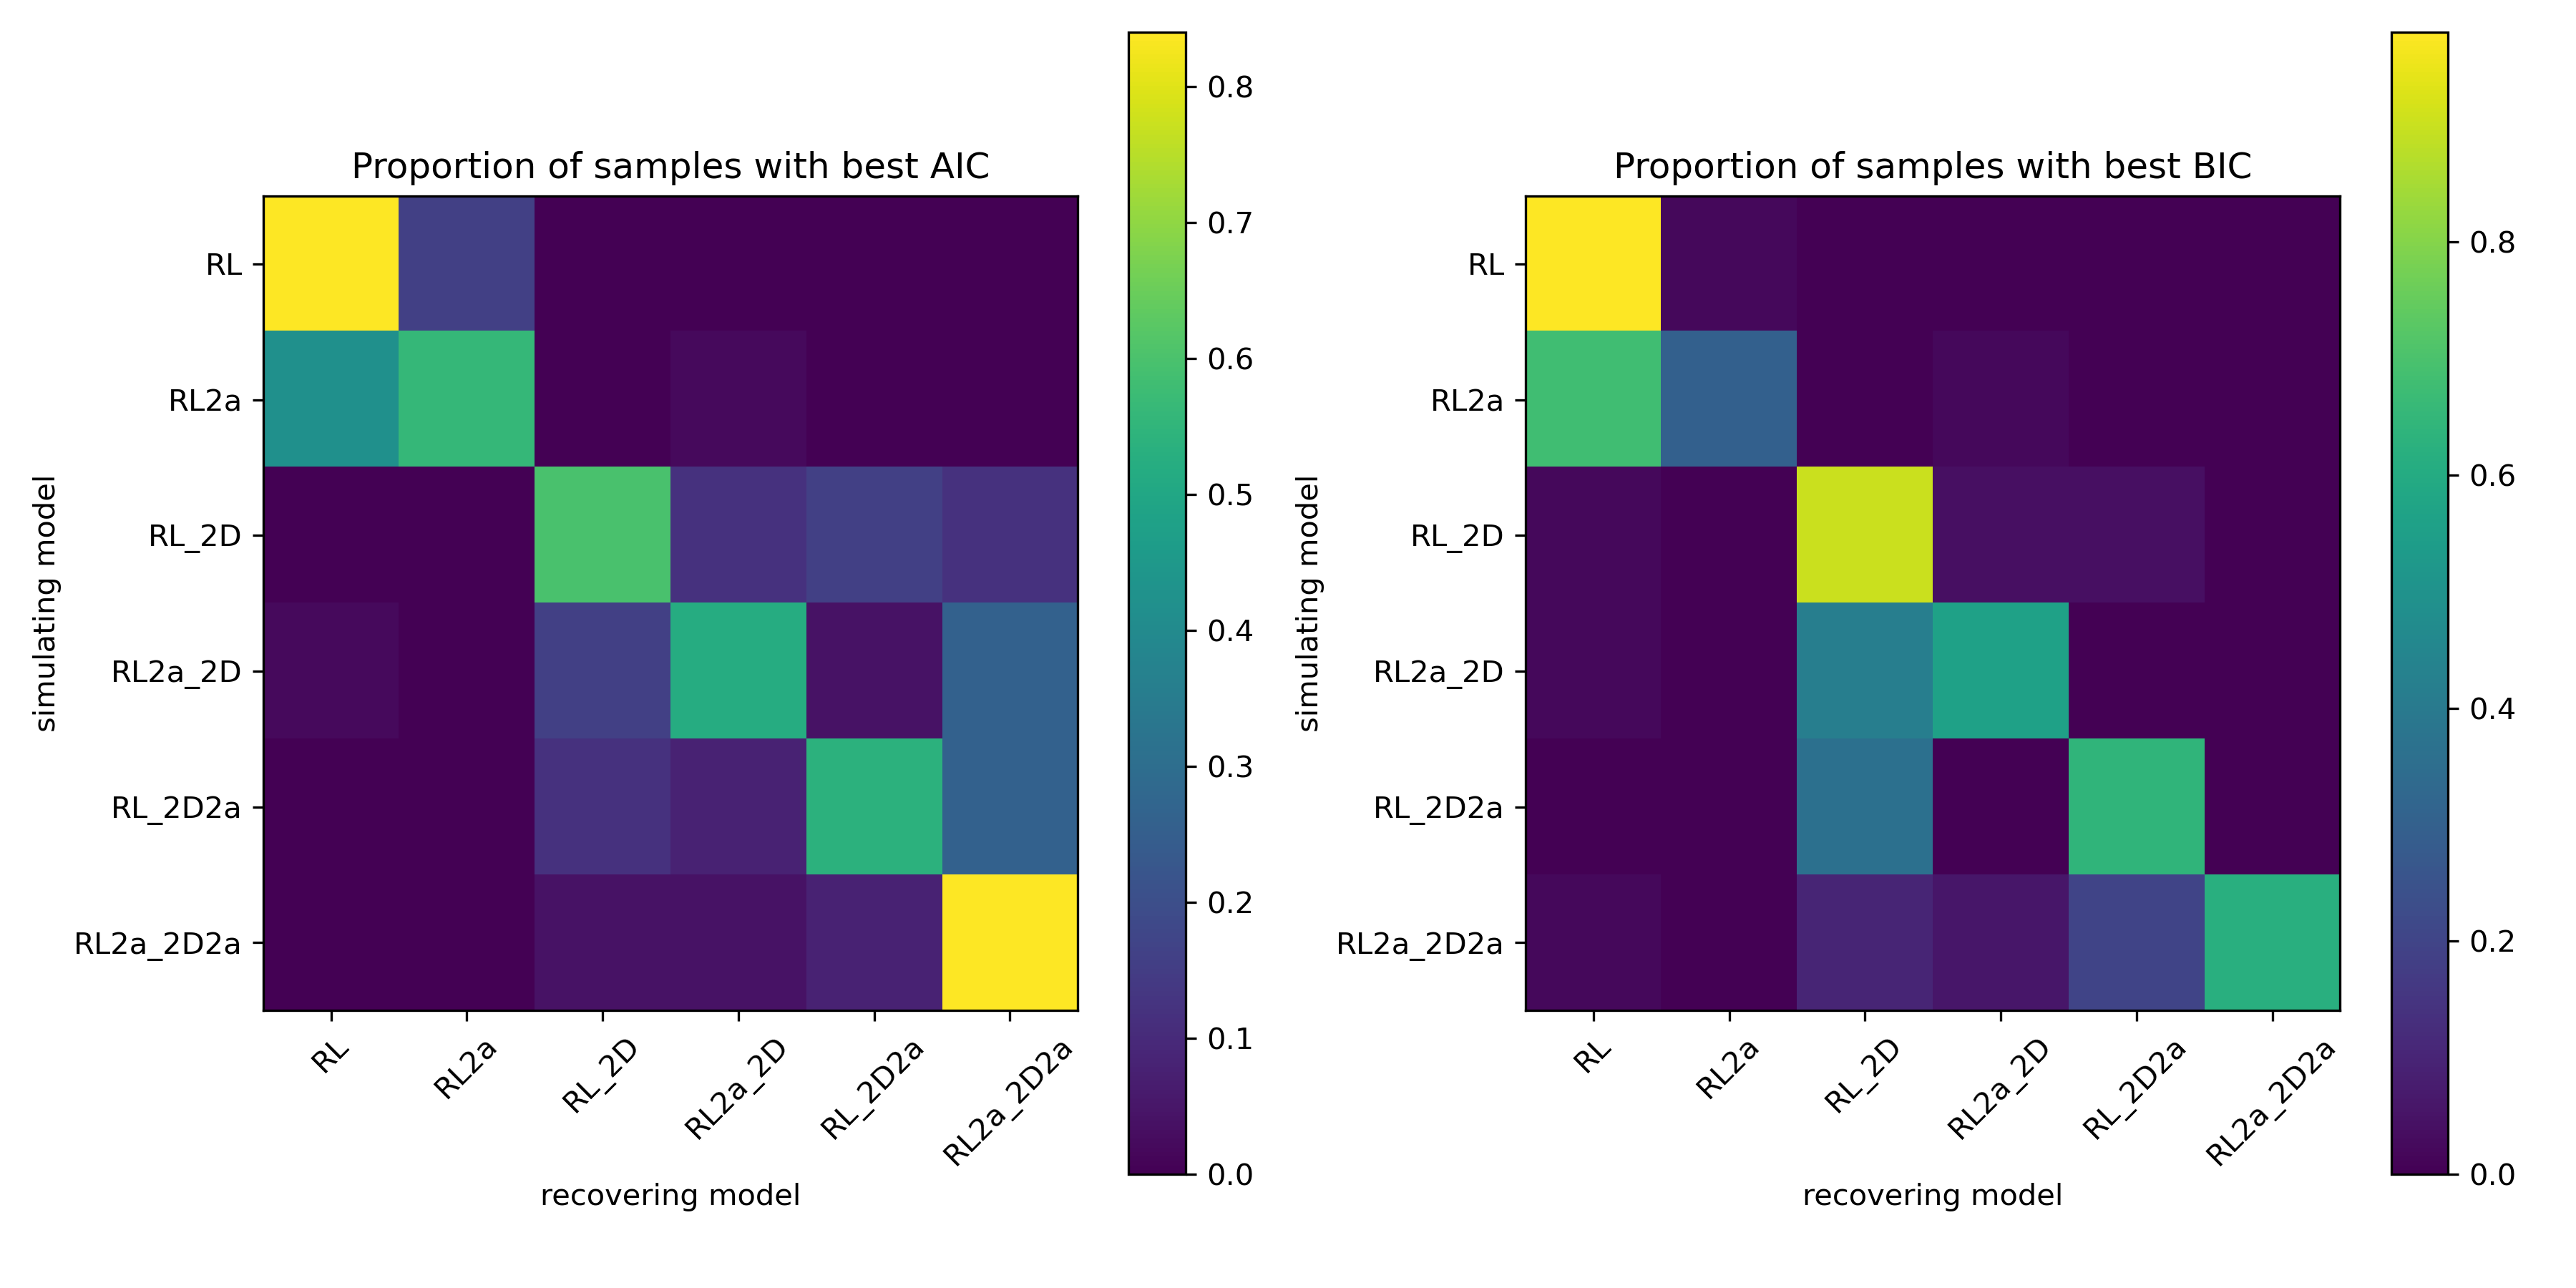 Proportion of samples with best AIC
simulating model
RL
RL2a
RL_2D
RL2a_2D
RL_2D2a
RL2a_2D2a
RL
RL2a
RL_2D
RL2a_2D
RL_2D2a
RL2a_2D2a
recovering model
0.8
0.7
0.6
0.5
0.4
0.3
0.2
0.1
0.0
Proportion of samples with best BIC
simulating model
RL
RL2a
RL_2D
RL2a_2D
RL_2D2a
RL2a_2D2a
RL
RL2a
RL_2D
RL2a_2D
RL_2D2a
RL2a_2D2a
recovering model
0.8
0.6
0.4
0.2
0.0